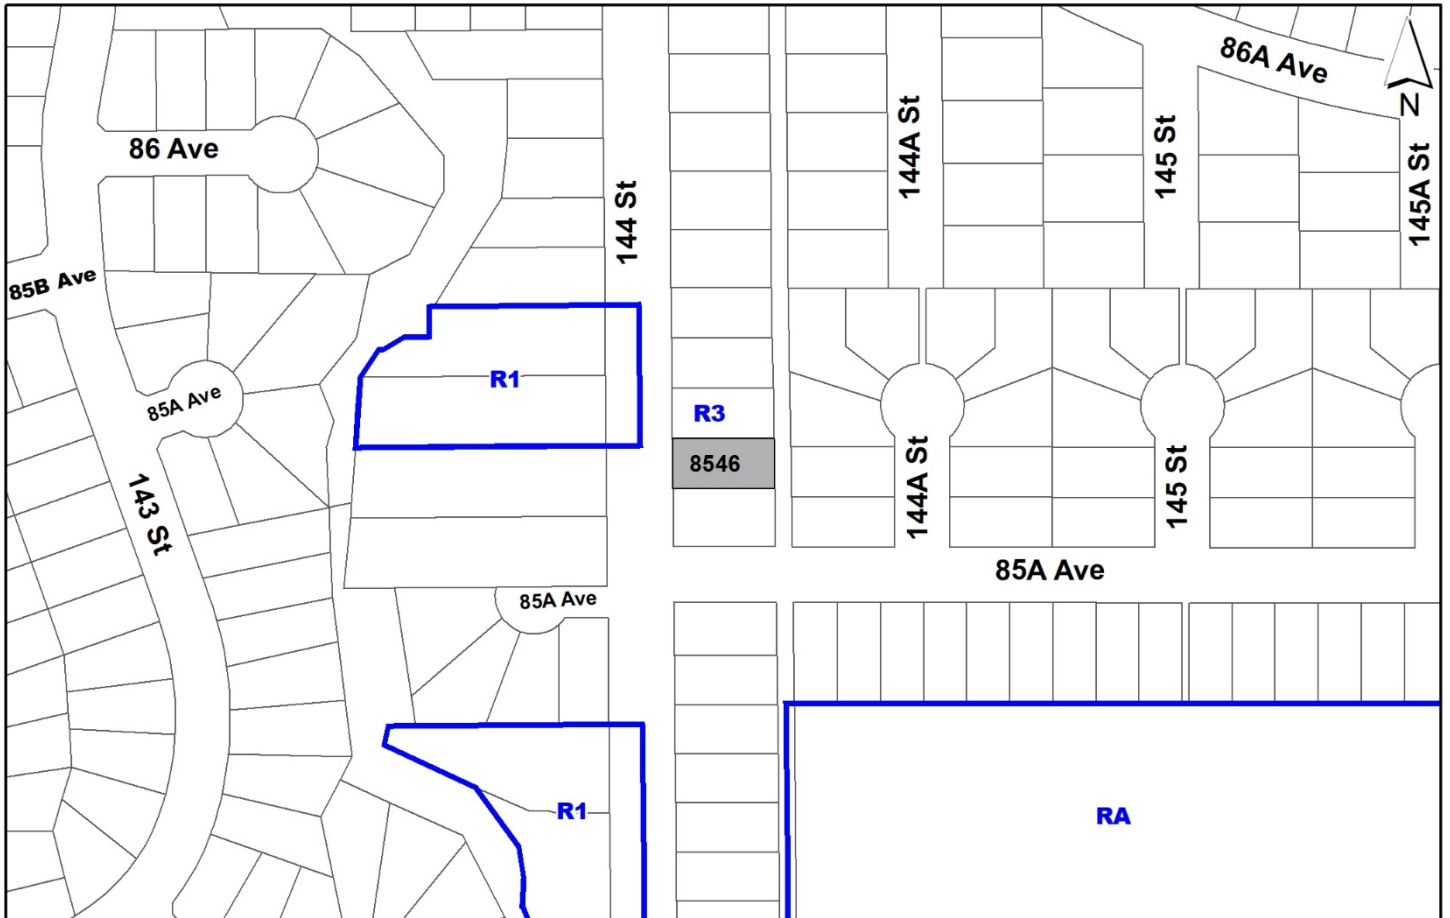 86A Ave
N
144A St
145 St
145A St
86 Ave
144 St
85B Ave
R1
85A Ave
R3
8546
143 St
144A St
145 St
85A Ave
85A Ave
R1
RA